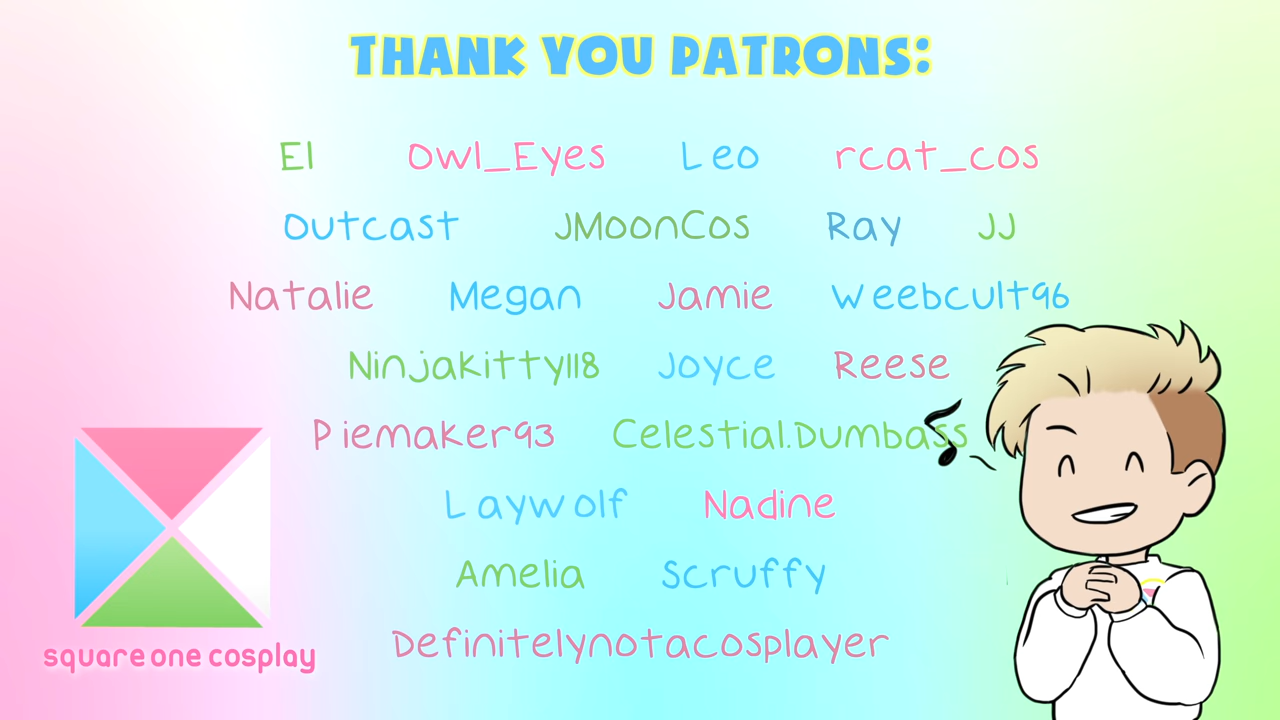 THANK YOU PATRONS:
El Owl_Eyes Leo rcat_cos
Outcast JMoonCos Ray JJ
Natalie Megan Jamie Weebcult96
Ninjakitty118 Joyce Reese
Piemaker93 Celestial.Dumbass
Laywolf Nadine
Amelia Scruffy
Definitelynotacosplayer
square one cosplay